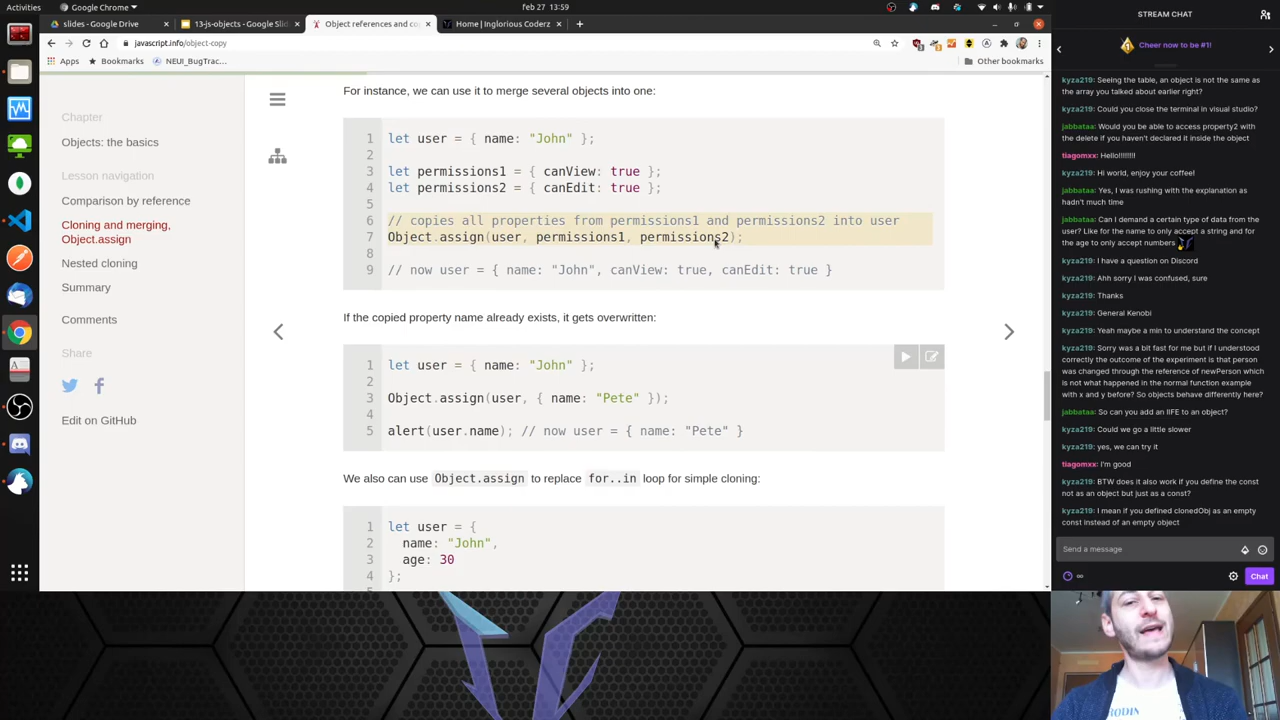 Activities
Google Chrome
feb 27 13:59
slides - Google Drive
13-js-objects - Google Slid
Object references and co
Home | Inglorious Coderz
javascript.info/object-copy
Apps
Bookmarks
NEUI_BugTrac...
Other bookmarks
Chapter
Objects: the basics
Lesson navigation
Comparison by reference
Cloning and merging,
Object.assign
Nested cloning
Summary
Comments
Share
Edit on GitHub
For instance, we can use it to merge several objects into one:
1 let user = { name: "John" };
2
3 let permissions1 = { canView: true };
4 let permissions2 = { canEdit: true };
5
6 // copies all properties from permissions1 and permissions2 into user
7 Object.assign(user, permissions1, permissions2);
8
9 // now user = { name: "John", canView: true, canEdit: true }
If the copied property name already exists, it gets overwritten:
1 let user = { name: "John" };
2
3 Object.assign(user, { name: "Pete" });
4
5 alert(user.name); // now user = { name: "Pete" }
We also can use Object.assign to replace for..in loop for simple cloning:
1 let user = {
2 name: "John",
3 age: 30
4 };
STREAM CHAT
Cheer now to be #1!
kyza219: Seeing the table, an object is not the same as
the array you talked about earlier right?
kyza219: Could you close the terminal in visual studio?
jabbataa: Would you be able to access property2 with
the delete if you haven't declared it inside the object
tiagomxx: Hello!!!!!!!!
kyza219: Hi world, enjoy your coffee!
jabbataa: Yes, I was rushing with the explanation as
hadn't much time
jabbataa: Can I demand a certain type of data from the
user? Like for the name to only accept a string and for
the age to only accept numbers
kyza219: I have a question on Discord
kyza219: Ahh sorry I was confused, sure
kyza219: Thanks
kyza219: General Kenobi
kyza219: Yeah maybe a min to understand the concept
kyza219: Sorry was a bit fast for me but if I understood
correctly the outcome of the experiment is that person
was changed through the reference of newPerson which
is not what happened in the normal function example
with x and y before? So objects behave differently here?
jabbataa: So can you add an IIFE to an object?
kyza219: Could we go a little slower
kyza219: yes, we can try it
tiagomxx: I'm good
kyza219: BTW does it also work if you define the const
not as an object but just as a const?
kyza219: I mean if you defined clonedObj as an empty
const instead of an empty object
Send a message
Chat